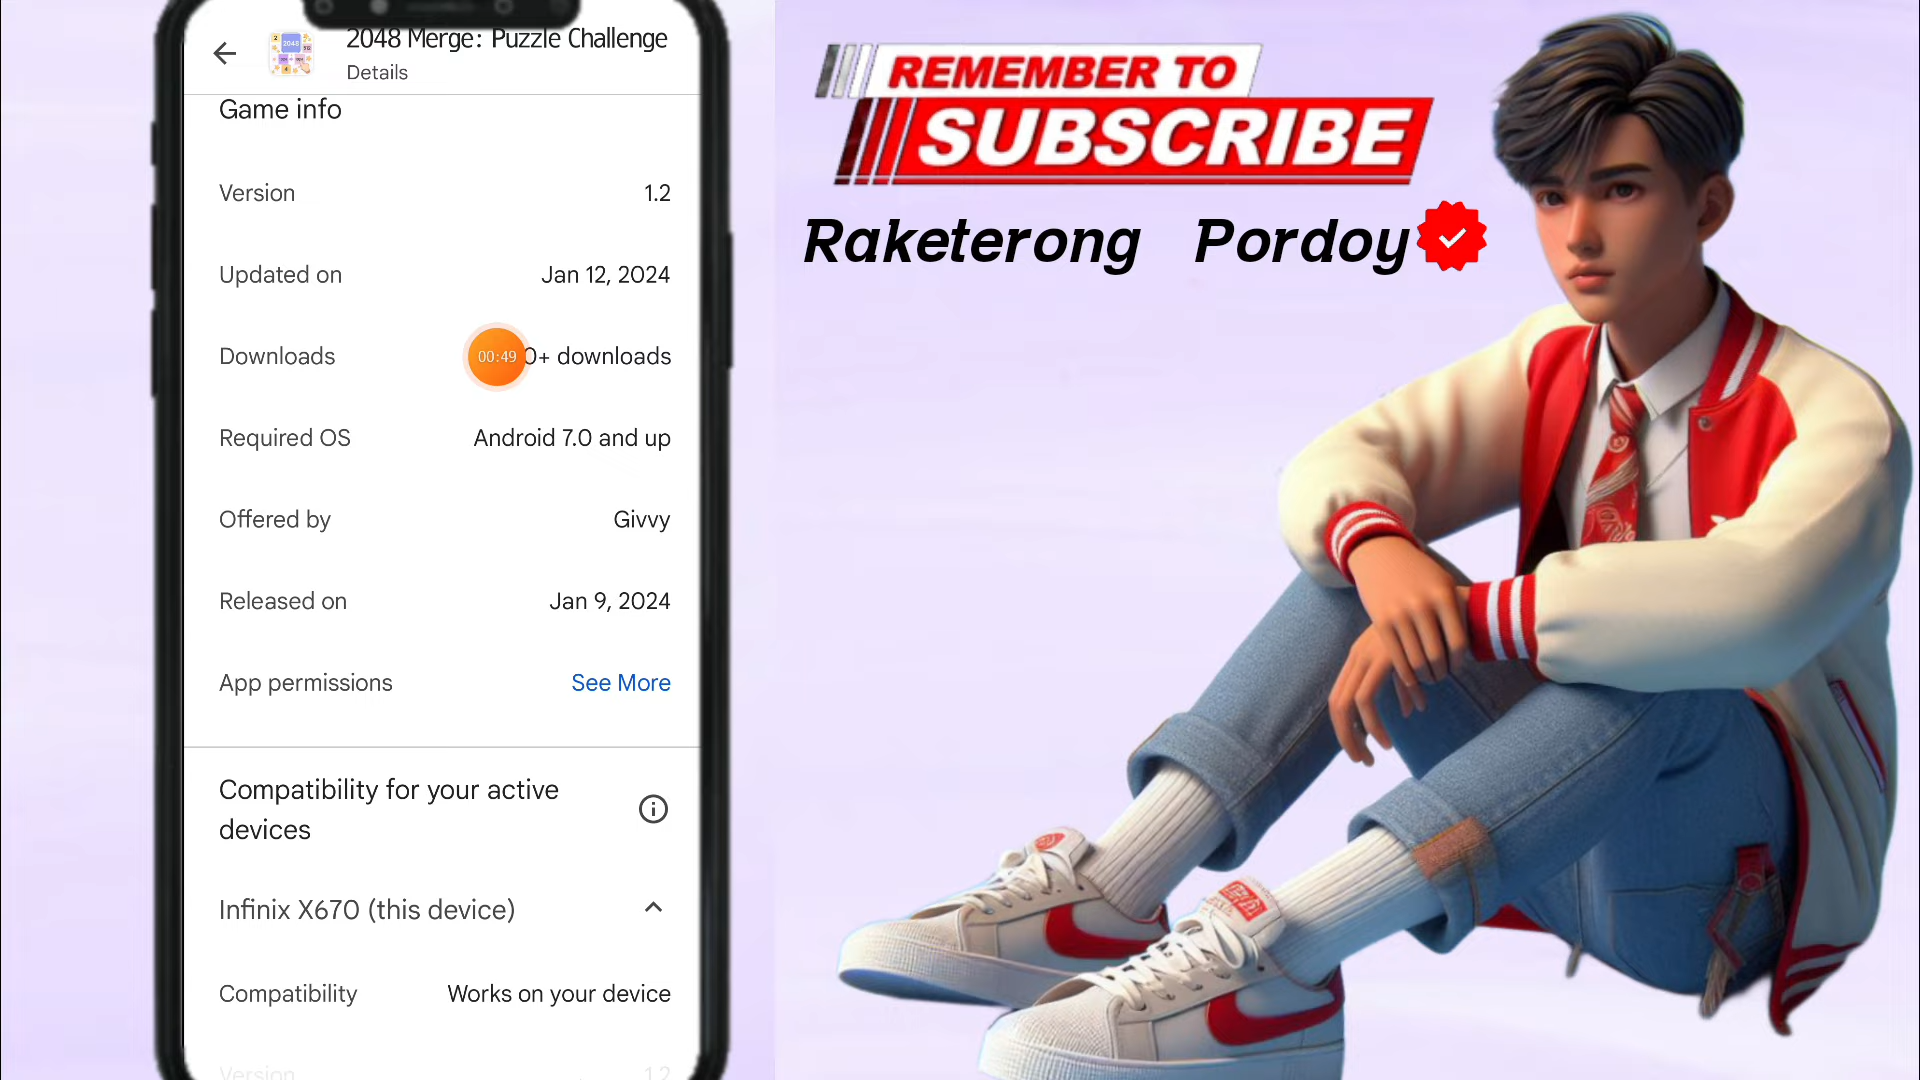 2048 Merge: Puzzle Challenge
Details
Game info
Version 1.2
Updated on Jan 12, 2024
Downloads 00:49 0+ downloads
Required OS Android 7.0 and up
Offered by Givvy
Released on Jan 9, 2024
App permissions See More
Compatibility for your active
devices
Infinix X670 (this device)
Compatibility Works on your device
Version 1.2
REMEMBER TO
SUBSCRIBE
Raketerong Pordoy